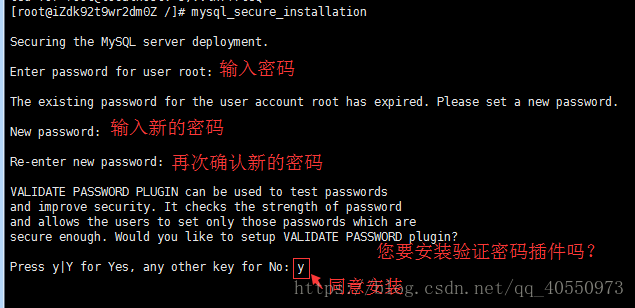 [root@iZdk92t9wr2dm0Z /]# mysql_secure_installation
Securing the MySQL server deployment.
Enter password for user root: 输入密码
The existing password for the user account root has expired. Please set a new password.
New password: 输入新的密码
Re-enter new password: 再次确认新的密码
VALIDATE PASSWORD PLUGIN can be used to test passwords
and improve security. It checks the strength of password
and allows the users to set only those passwords which are
secure enough. Would you like to setup VALIDATE PASSWORD plugin?
您要安装验证密码插件吗?
Press y|Y for Yes, any other key for No: y
同意安装
https://blog.csdn.net/qq_40550973